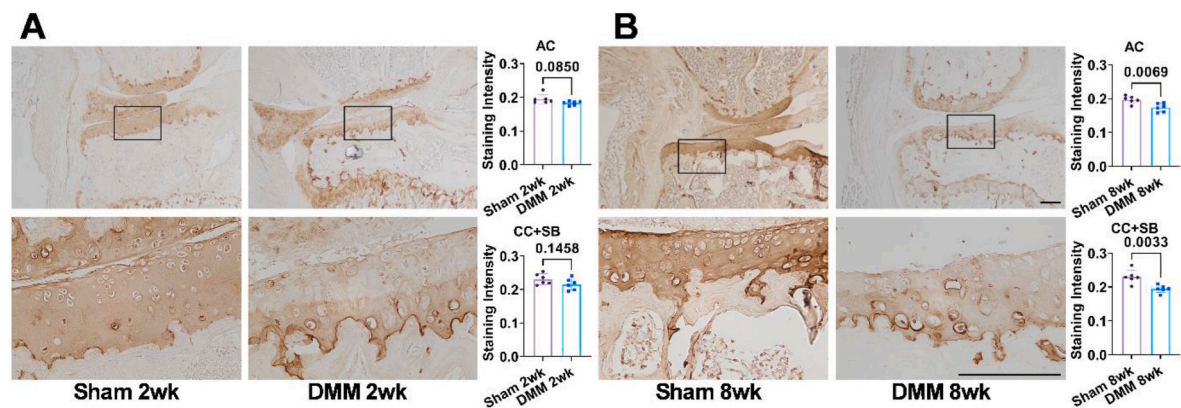 A
B
AC
0.0850
Staining Intensity
0.3
0.2
0.1
0.0
Sham 2wk
DMM 2wk
CC+SB
0.1458
Staining Intensity
0.3
0.2
0.1
0.0
Sham 2wk
DMM 2wk
Sham 2wk
DMM 2wk
AC
0.0069
Staining Intensity
0.3
0.2
0.1
0.0
Sham 8wk
DMM 8wk
CC+SB
0.0033
Staining Intensity
0.3
0.2
0.1
0.0
Sham 8wk
DMM 8wk
Sham 8wk
DMM 8wk